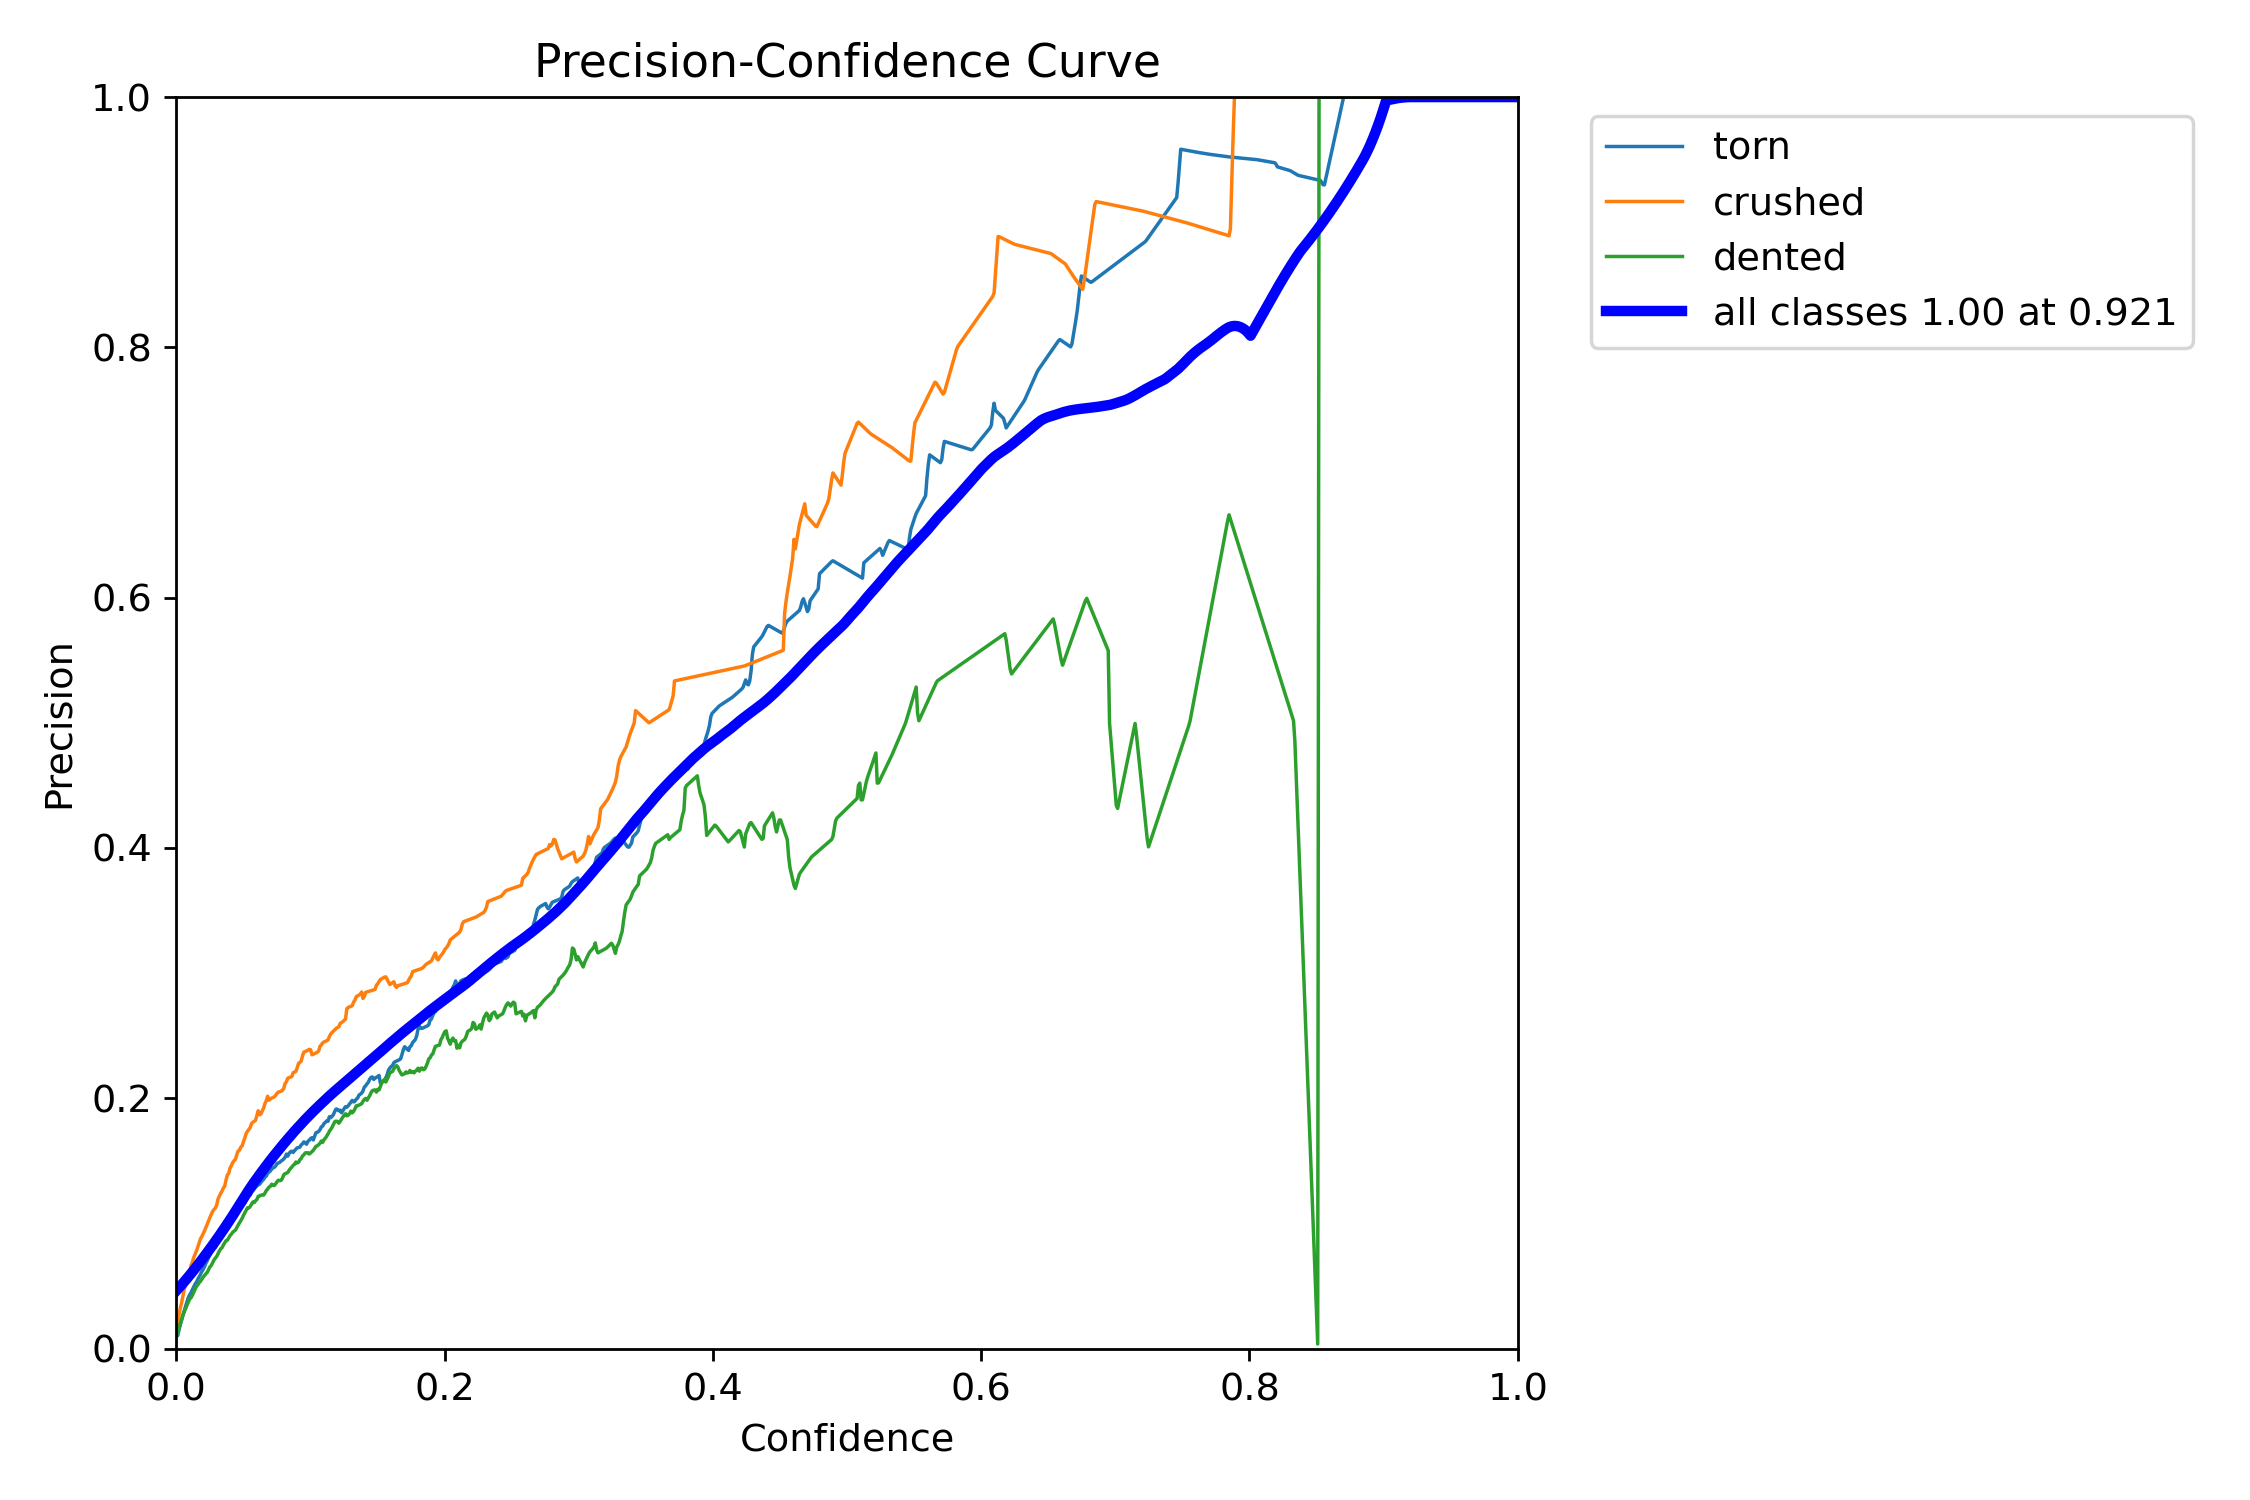 Precision-Confidence Curve
1.0
0.8
0.6
0.4
0.2
0.0
Precision
0.0 0.2 0.4 0.6 0.8 1.0
Confidence
torn
crushed
dented
all classes 1.00 at 0.921